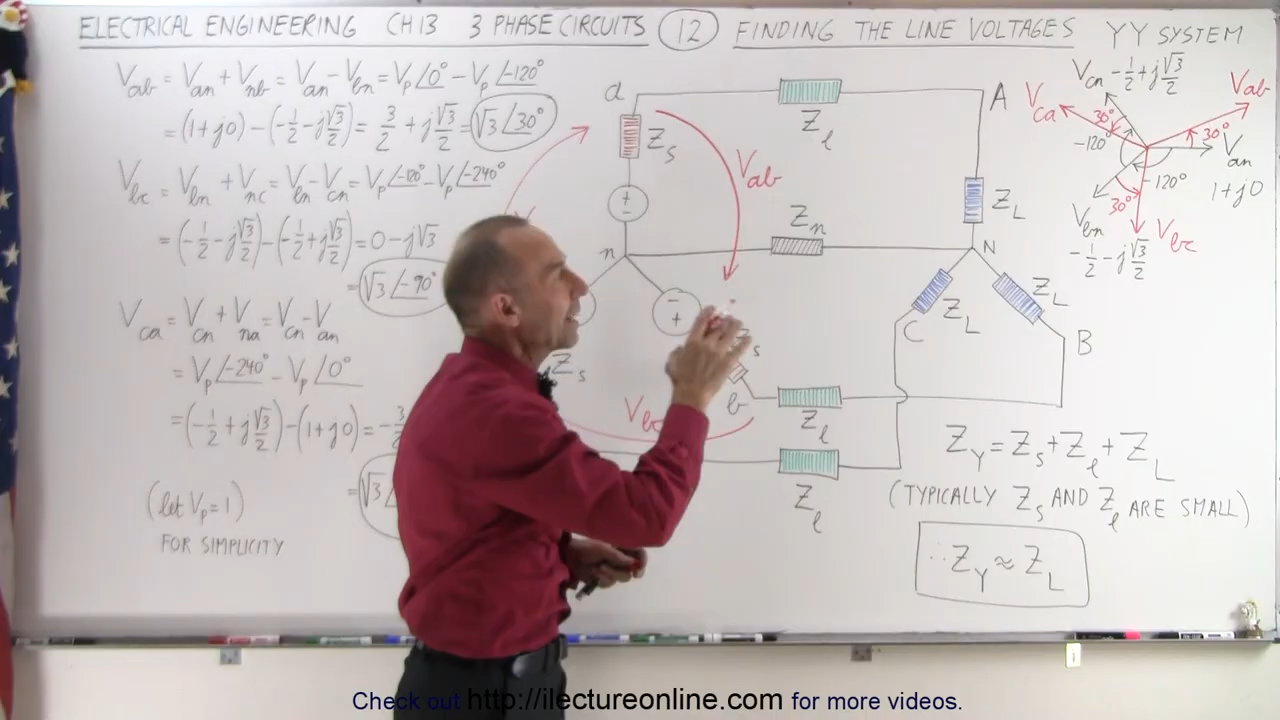 ELECTRICAL ENGINEERING CH 13 3 PHASE CIRCUITS 12 FINDING THE LINE VOLTAGES YY SYSTEM
Vab = Van + Vnb = Van - Vbn = Vp∠0° - Vp∠-120°
= (1+j0) - (-1/2 - j√3/2) = 3/2 + j√3/2 = √3∠30°
Vbc = Vbn + Vnc = Vbn - Vcn = Vp∠-120° - Vp∠-240°
= (-1/2 - j√3/2) - (-1/2 + j√3/2) = 0 - j√3
= √3∠-90°
Vca = Vcn + Vna = Vcn - Van
= Vp∠-240° - Vp∠0°
= (-1/2 + j√3/2) - (1+j0) = -3
= √3
(let Vp = 1)
FOR SIMPLICITY
a
Zs
+
-
n
Vab
Zl
A
ZL
Zn
N
-
+
s
b
Zs
Vbc
Zl
Zl
C
ZL
ZL
B
Vcn -1/2 + j√3/2
Vab
Vca
30°
30°
-120°
Van
1+j0
-120°
30°
Vbn
-1/2 - j√3/2
Vbc
ZY = Zs + Zl + ZL
(TYPICALLY Zs AND Zl ARE SMALL)
∴ ZY ≈ ZL
Check out http://ilectureonline.com for more videos.